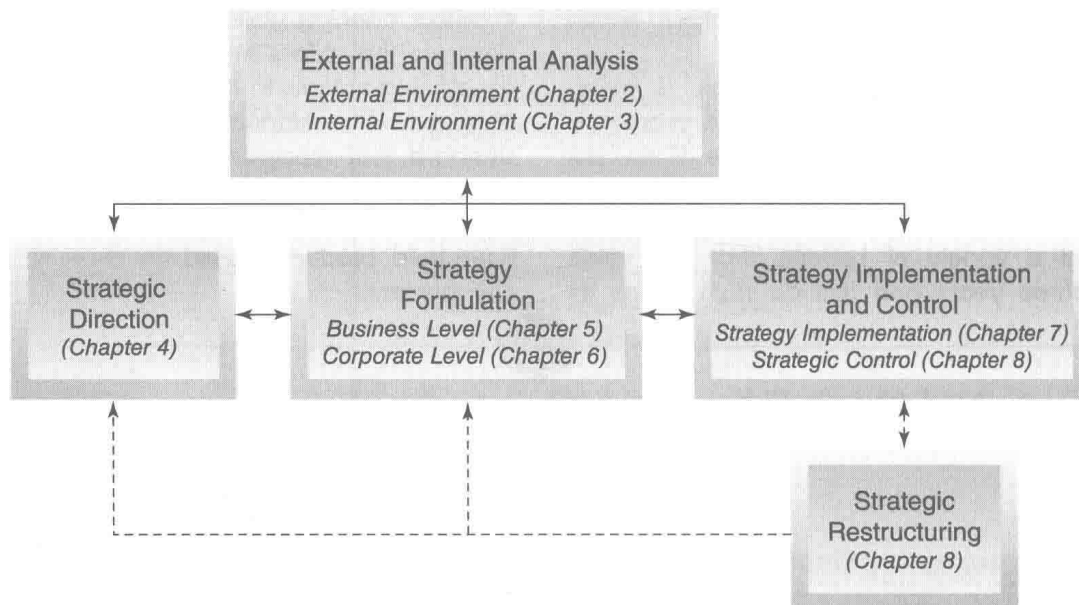 External and Internal Analysis
External Environment (Chapter 2)
Internal Environment (Chapter 3)
Strategic
Direction
(Chapter 4)
Strategy
Formulation
Business Level (Chapter 5)
Corporate Level (Chapter 6)
Strategy Implementation
and Control
Strategy Implementation (Chapter 7)
Strategic Control (Chapter 8)
Strategic
Restructuring
(Chapter 8)